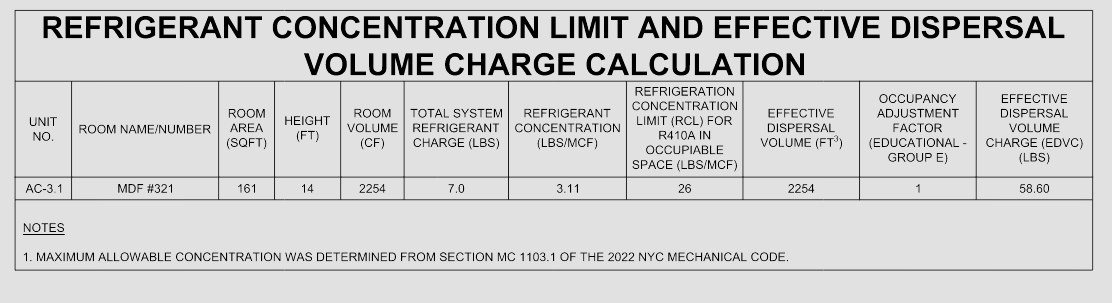 REFRIGERANT CONCENTRATION LIMIT AND EFFECTIVE DISPERSAL
VOLUME CHARGE CALCULATION
UNIT
NO.
ROOM NAME/NUMBER
ROOM
AREA
(SQFT)
HEIGHT
(FT)
ROOM
VOLUME
(CF)
TOTAL SYSTEM
REFRIGERANT
CHARGE (LBS)
REFRIGERANT
CONCENTRATION
(LBS/MCF)
REFRIGERATION
CONCENTRATION
LIMIT (RCL) FOR
R410A IN
OCCUPIABLE
SPACE (LBS/MCF)
EFFECTIVE
DISPERSAL
VOLUME (FT³)
OCCUPANCY
ADJUSTMENT
FACTOR
(EDUCATIONAL -
GROUP E)
EFFECTIVE
DISPERSAL
VOLUME
CHARGE (EDVC)
(LBS)
AC-3.1 MDF #321 161 14 2254 7.0 3.11 26 2254 1 58.60
NOTES
1. MAXIMUM ALLOWABLE CONCENTRATION WAS DETERMINED FROM SECTION MC 1103.1 OF THE 2022 NYC MECHANICAL CODE.